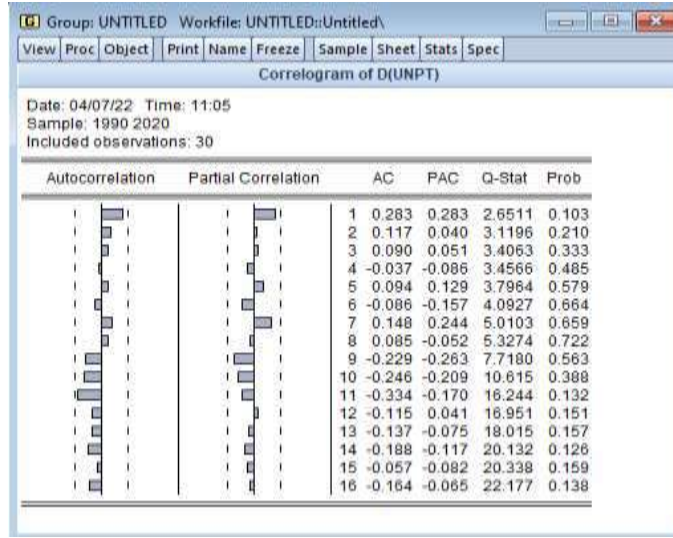 G Group: UNTITLED Workfile: UNTITLED::Untitled\
View Proc Object Print Name Freeze Sample Sheet Stats Spec
Correlogram of D(UNPT)
Date: 04/07/22 Time: 11:05
Sample: 1990 2020
Included observations: 30
Autocorrelation Partial Correlation AC PAC Q-Stat Prob
1 0.283 0.283 2.6511 0.103
2 0.117 0.040 3.1196 0.210
3 0.090 0.051 3.4063 0.333
4 -0.037 -0.086 3.4566 0.485
5 0.094 0.129 3.7964 0.579
6 -0.086 -0.157 4.0927 0.664
7 0.148 0.244 5.0103 0.659
8 0.085 -0.052 5.3274 0.722
9 -0.229 -0.263 7.7180 0.563
10 -0.246 -0.209 10.615 0.388
11 -0.334 -0.170 16.244 0.132
12 -0.115 0.041 16.951 0.151
13 -0.137 -0.075 18.015 0.157
14 -0.188 -0.117 20.132 0.126
15 -0.057 -0.082 20.338 0.159
16 -0.164 -0.065 22.177 0.138